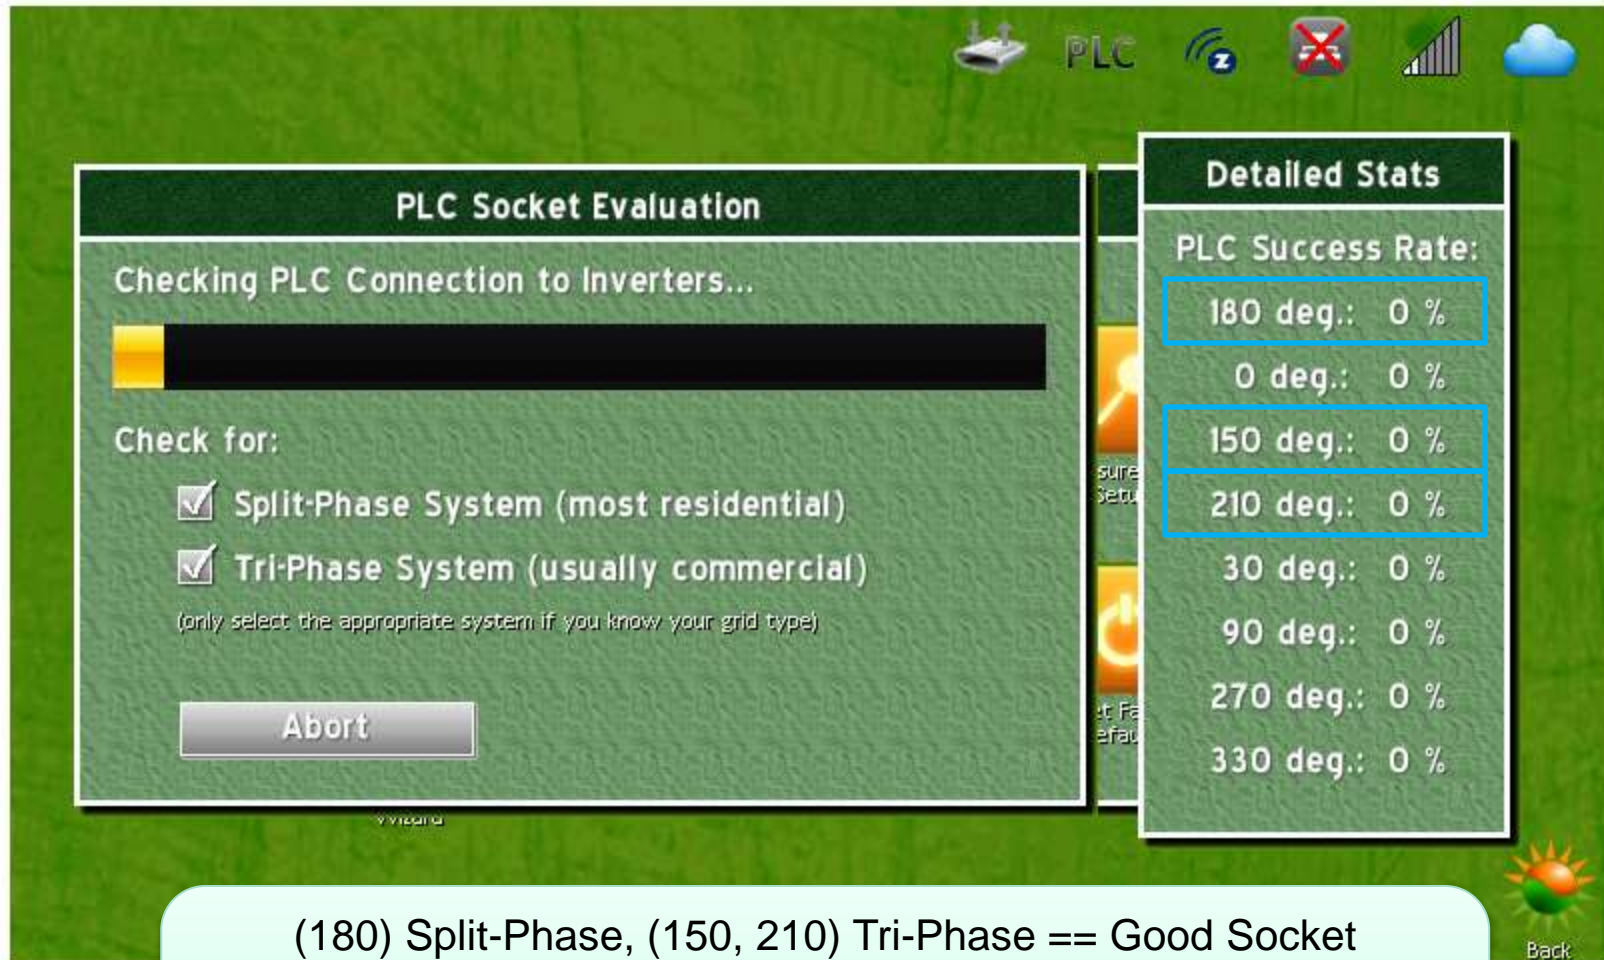 PLC
z
PLC Socket Evaluation
Checking PLC Connection to Inverters...
Check for:
Split-Phase System (most residential)
Tri-Phase System (usually commercial)
(only select the appropriate system if you know your grid type)
Abort
Detailed Stats
PLC Success Rate:
180 deg.: 0 %
0 deg.: 0 %
150 deg.: 0 %
210 deg.: 0 %
30 deg.: 0 %
90 deg.: 0 %
270 deg.: 0 %
330 deg.: 0 %
Back
(180) Split-Phase, (150, 210) Tri-Phase == Good Socket